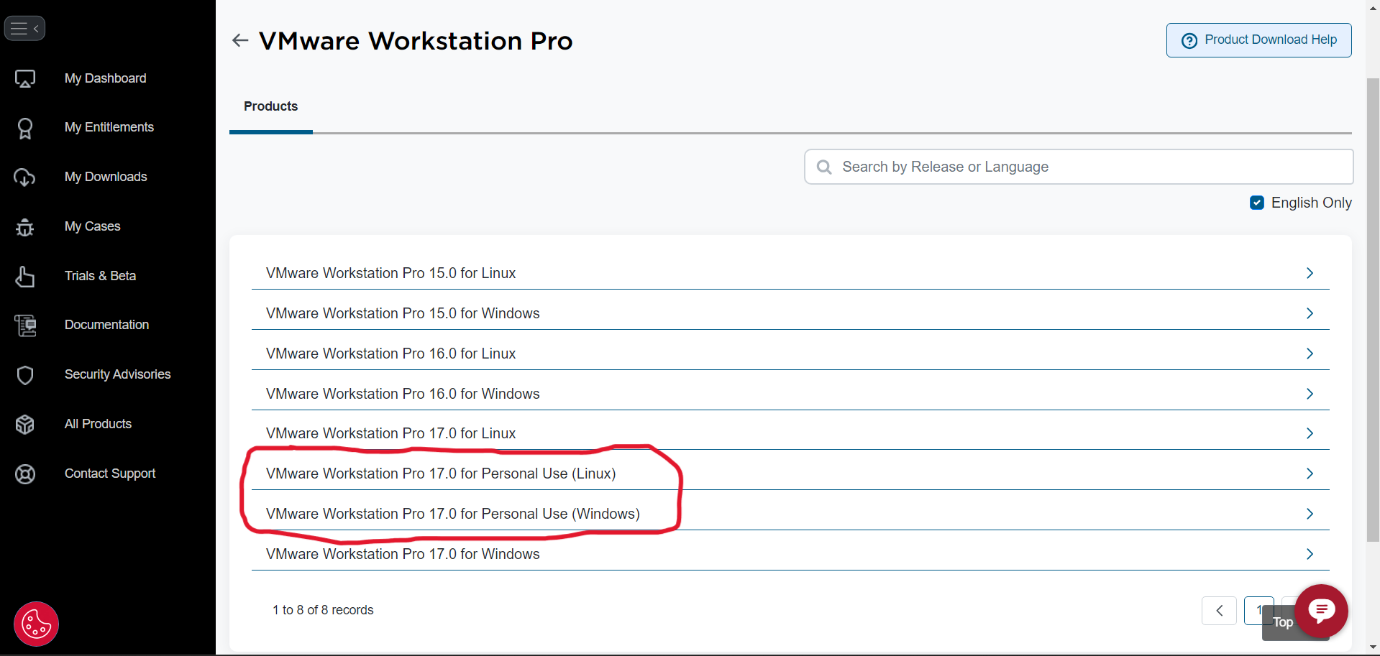 VMware Workstation Pro
Product Download Help
My Dashboard
My Entitlements
My Downloads
My Cases
Trials & Beta
Documentation
Security Advisories
All Products
Contact Support
Products
Search by Release or Language
English Only
VMware Workstation Pro 15.0 for Linux
VMware Workstation Pro 15.0 for Windows
VMware Workstation Pro 16.0 for Linux
VMware Workstation Pro 16.0 for Windows
VMware Workstation Pro 17.0 for Linux
VMware Workstation Pro 17.0 for Personal Use (Linux)
VMware Workstation Pro 17.0 for Personal Use (Windows)
VMware Workstation Pro 17.0 for Windows
1 to 8 of 8 records
1
Top